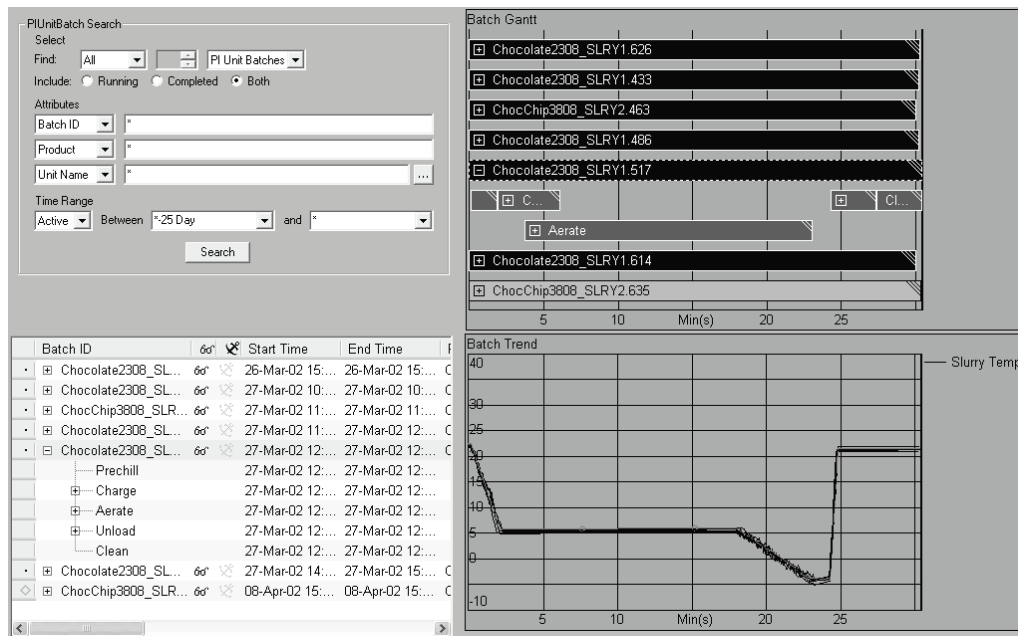 PIUnitBatch Search
Select
Find: All PI Unit Batches
Include: Running Completed Both
Attributes
Batch ID *
Product *
Unit Name * ...
Time Range
Active Between *-25 Day and *
Search
Batch Gantt
Chocolate2308_SLRY1.626
Chocolate2308_SLRY1.433
ChocChip3808_SLRY2.463
Chocolate2308_SLRY1.486
Chocolate2308_SLRY1.517
C... Cl...
Aerate
Chocolate2308_SLRY1.614
ChocChip3808_SLRY2.635
5 10 Min(s) 20 25
Batch ID Start Time End Time
Chocolate2308_SL... 26-Mar-02 15:... 26-Mar-02 15:...
Chocolate2308_SL... 27-Mar-02 10:... 27-Mar-02 10:...
ChocChip3808_SLR... 27-Mar-02 11:... 27-Mar-02 11:...
Chocolate2308_SL... 27-Mar-02 11:... 27-Mar-02 12:...
Chocolate2308_SL... 27-Mar-02 12:... 27-Mar-02 12:...
Prechill 27-Mar-02 12:... 27-Mar-02 12:...
Charge 27-Mar-02 12:... 27-Mar-02 12:...
Aerate 27-Mar-02 12:... 27-Mar-02 12:...
Unload 27-Mar-02 12:... 27-Mar-02 12:...
Clean 27-Mar-02 12:... 27-Mar-02 12:...
Chocolate2308_SL... 27-Mar-02 14:... 27-Mar-02 15:...
ChocChip3808_SLR... 08-Apr-02 15:... 08-Apr-02 15:...
Batch Trend
40
Slurry Temp
30
25
20
15
10
5
0
-10
5 10 Min(s) 20 25